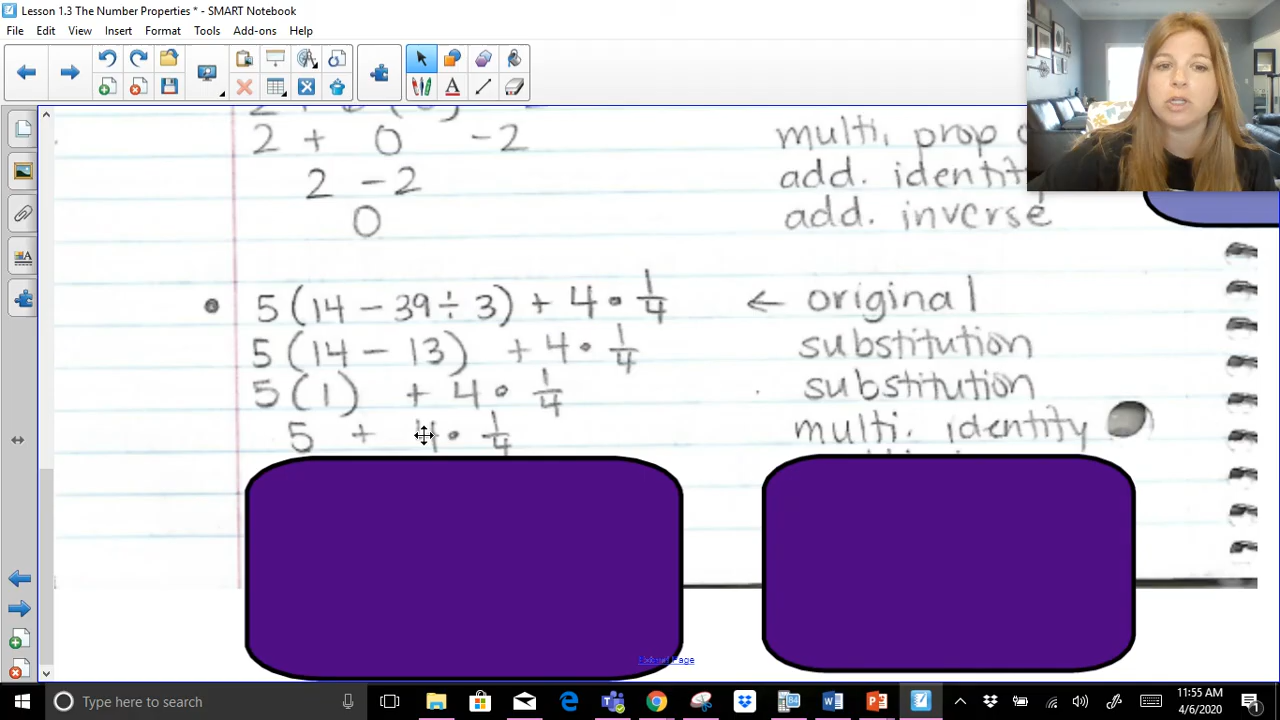 Lesson 1.3 The Number Properties * - SMART Notebook
File Edit View Insert Format Tools Add-ons Help
2 + 0 -2 multi. prop
2 -2 add. identit
0 add. inverse
5(14 - 39 ÷ 3) + 4 • 1/4 ← original
5(14 - 13) + 4 • 1/4 substitution
5(1) + 4 • 1/4 substitution
5 + 4 • 1/4 multi. identity
Extend Page
Type here to search
11:55 AM
4/6/2020